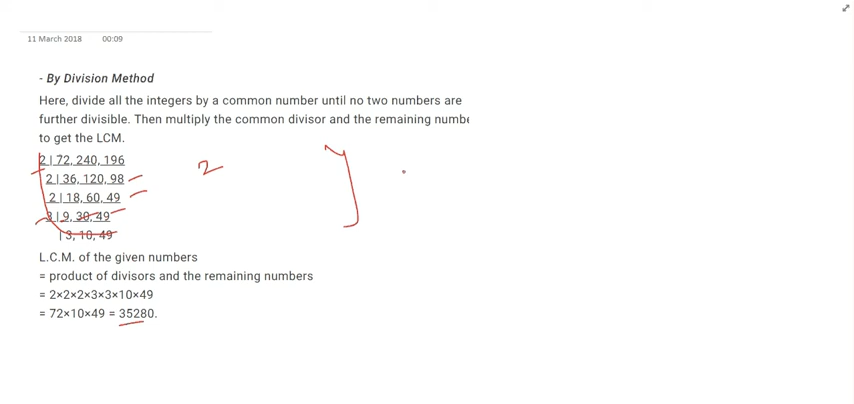 11 March 2018 00:09
- By Division Method
Here, divide all the integers by a common number until no two numbers are
further divisible. Then multiply the common divisor and the remaining numbe
to get the LCM.
2 | 72, 240, 196
2 | 36, 120, 98
2 | 18, 60, 49
3 | 9, 30, 49
| 3, 10, 49
2
L.C.M. of the given numbers
= product of divisors and the remaining numbers
= 2×2×2×3×3×10×49
= 72×10×49 = 35280.